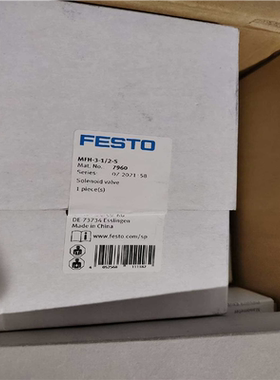 FESTO
MFH-3-1/2-S
Mat. No.: 7960
Series:
Solenoid valve
1 piece(s)
DE-73734 Esslingen
Made in China
www.festo.com/sp